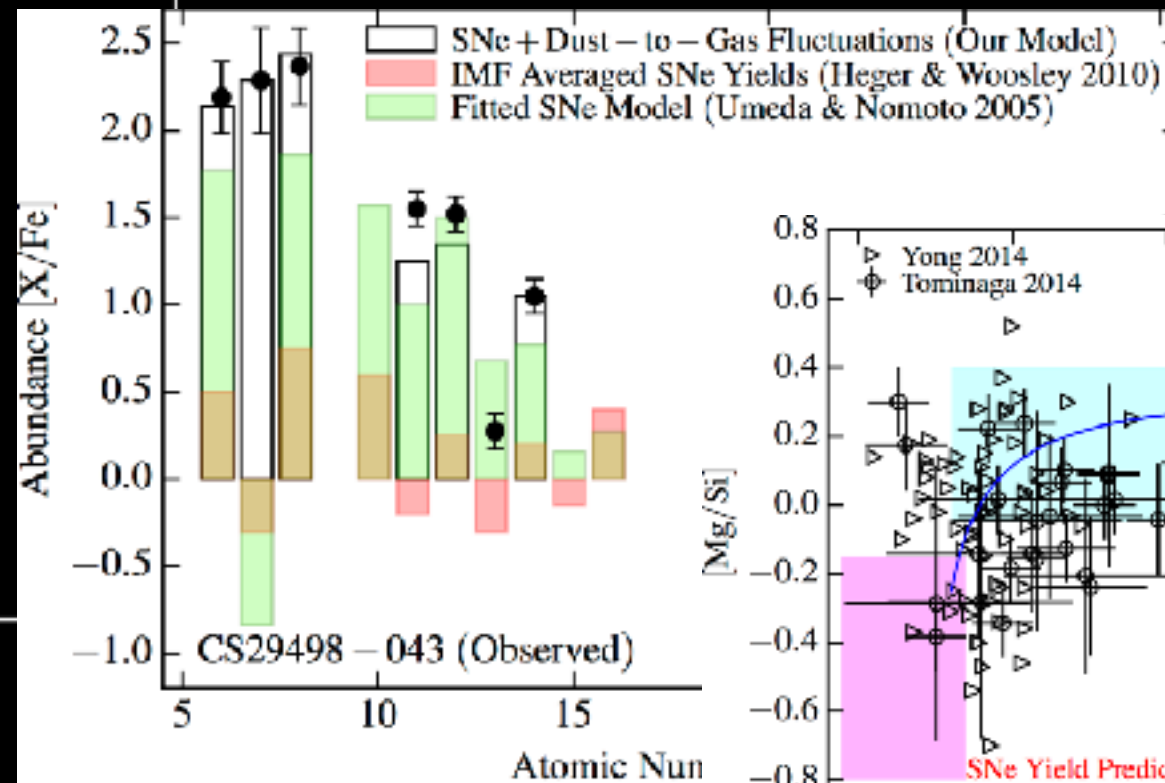 2.5
2.0
1.5
1.0
0.5
0.0
−0.5
−1.0
Abundance [X/Fe]
SNe + Dust − to − Gas Fluctuations (Our Model)
IMF Averaged SNe Yields (Heger & Woosley 2010)
Fitted SNe Model (Umeda & Nomoto 2005)
CS29498 − 043 (Observed)
5 10 15
Atomic Num
0.8
0.6
0.4
0.2
0.0
−0.2
−0.4
−0.6
−0.8
[Mg/Si]
Yong 2014
Tominaga 2014
SNe Yield Predic